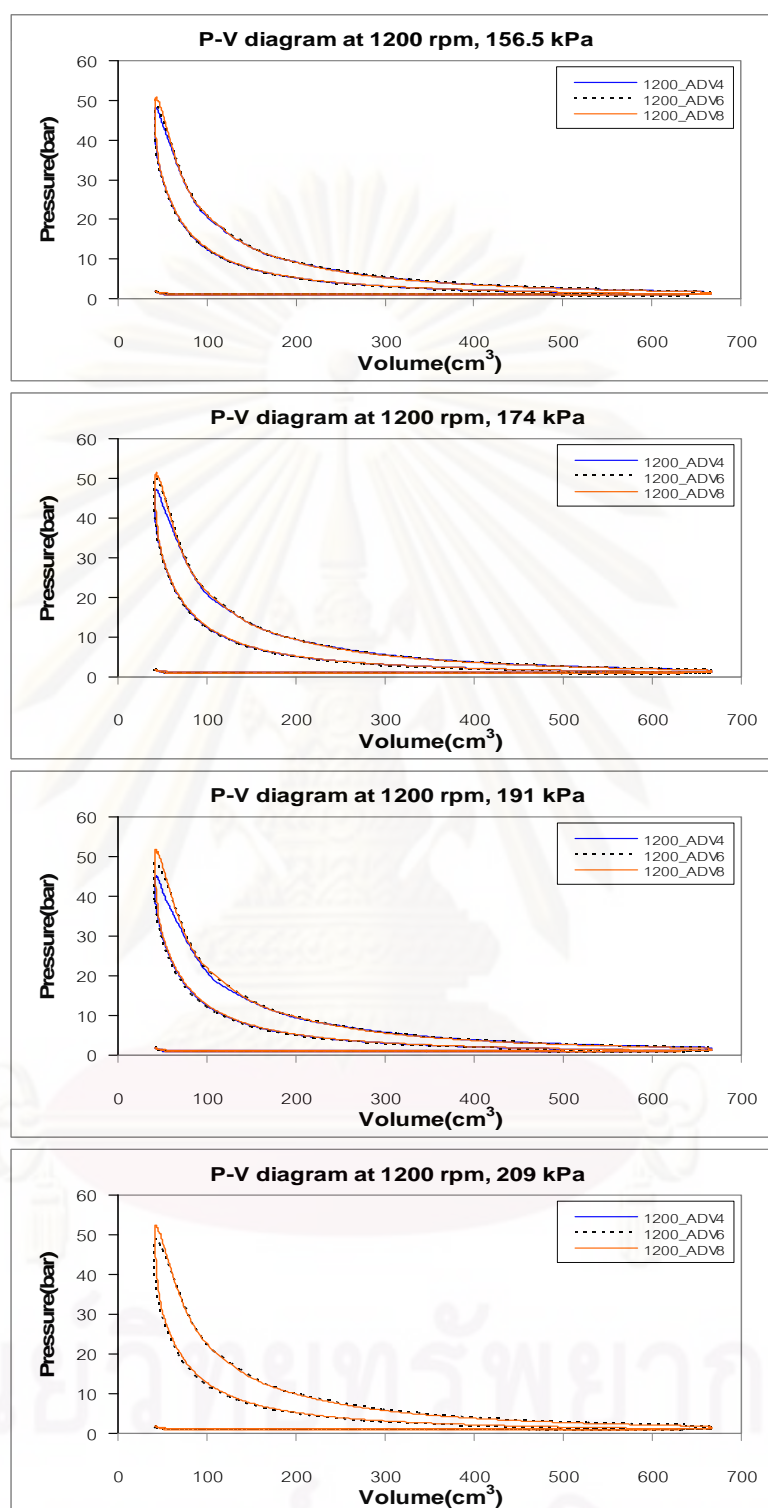 P-V diagram at 1200 rpm, 156.5 kPa
60
50
40
30
20
10
0
Pressure(bar)
1200_ADV4
1200_ADV6
1200_ADV8
0 100 200 300 400 500 600 700
Volume(cm³)
P-V diagram at 1200 rpm, 174 kPa
60
50
40
30
20
10
0
Pressure(bar)
1200_ADV4
1200_ADV6
1200_ADV8
0 100 200 300 400 500 600 700
Volume(cm³)
P-V diagram at 1200 rpm, 191 kPa
60
50
40
30
20
10
0
Pressure(bar)
1200_ADV4
1200_ADV6
1200_ADV8
0 100 200 300 400 500 600 700
Volume(cm³)
P-V diagram at 1200 rpm, 209 kPa
60
50
40
30
20
10
0
Pressure(bar)
1200_ADV4
1200_ADV6
1200_ADV8
0 100 200 300 400 500 600 700
Volume(cm³)